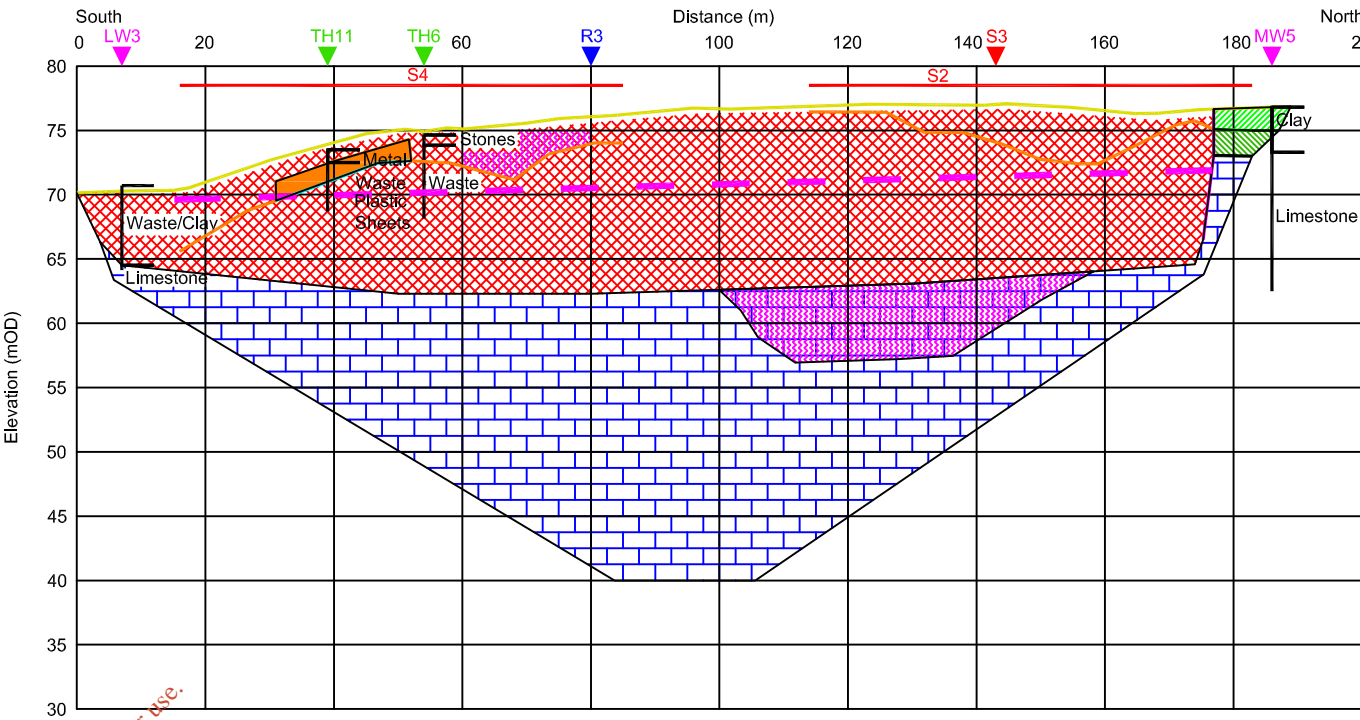 South Distance (m) North
LW3 TH11 TH6 R3 S3 MW5
0 20 60 100 120 140 160 180
80
S4 S2
75
Stones
Clay
Metal
70
Waste
Waste
Plastic
Sheets
Waste/Clay
Limestone
65
Limestone
60
55
50
45
40
35
30
Elevation (mOD)
use.